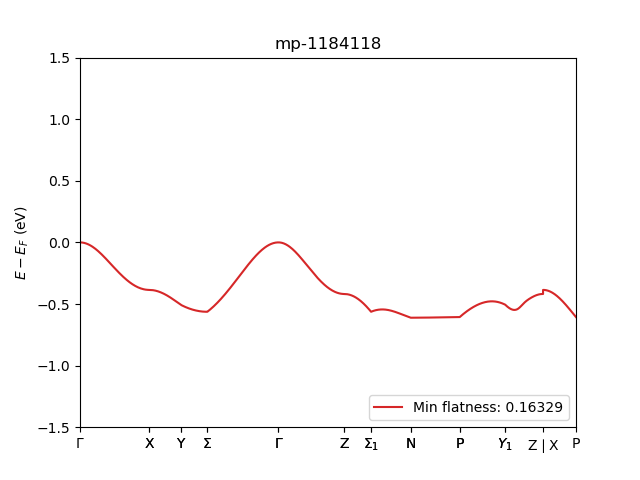 mp-1184118
1.5
1.0
0.5
0.0
−0.5
−1.0
−1.5
E − E_F (eV)
Min flatness: 0.16329
Γ X Y Σ Γ Z Σ₁ N P Y₁ Z | X P